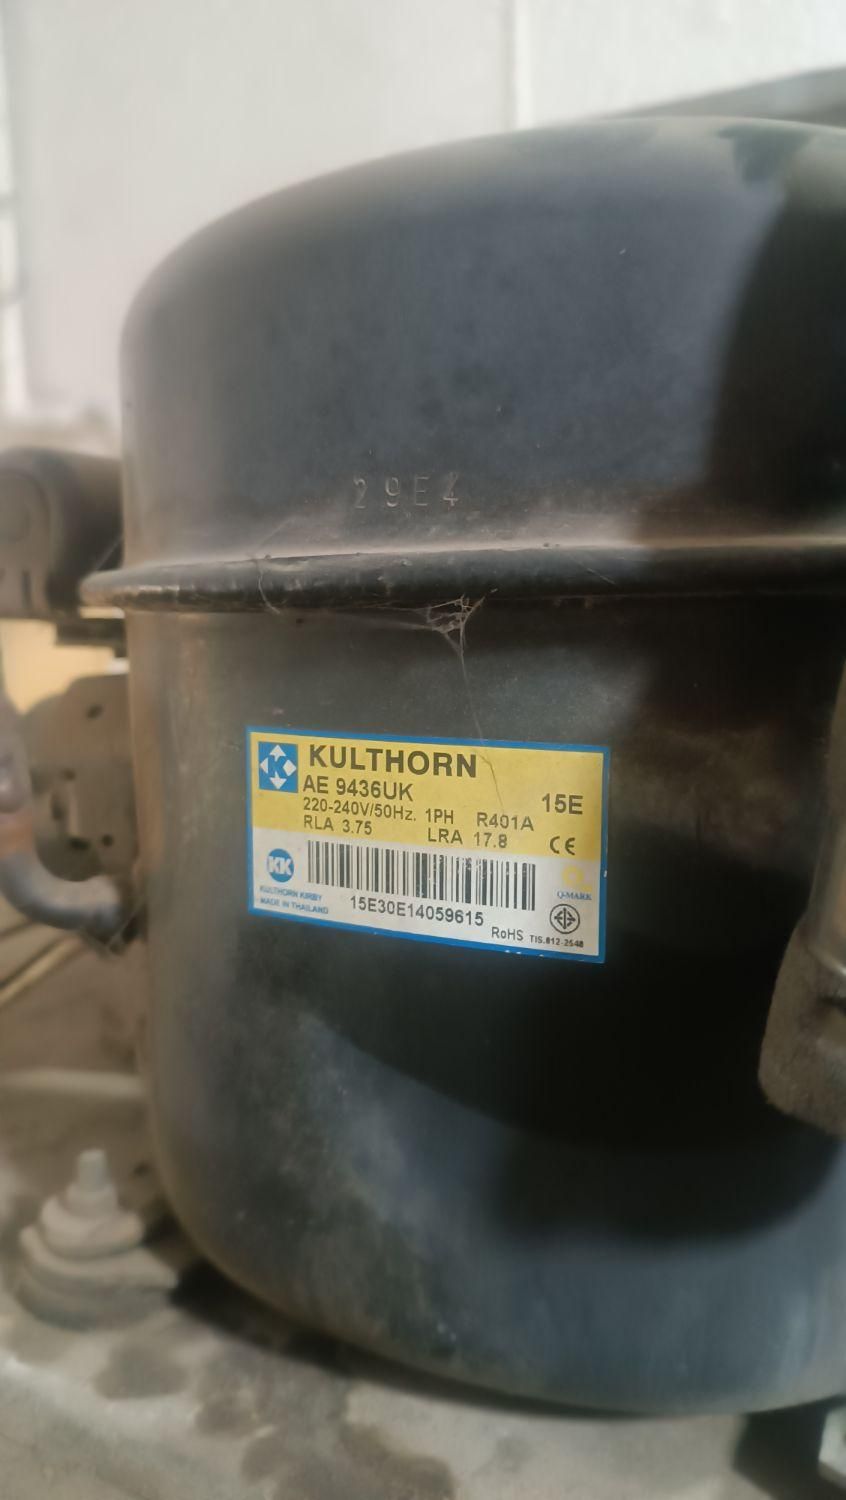 29E4
KULTHORN
AE 9436UK
15E
220-240V/50Hz. 1PH R401A
RLA 3.75 LRA 17.8 CE
KK
KULTHORN KIRBY
MADE IN THAILAND
15E30E14059615
Q-MARK
RoHS TIS.812-2548